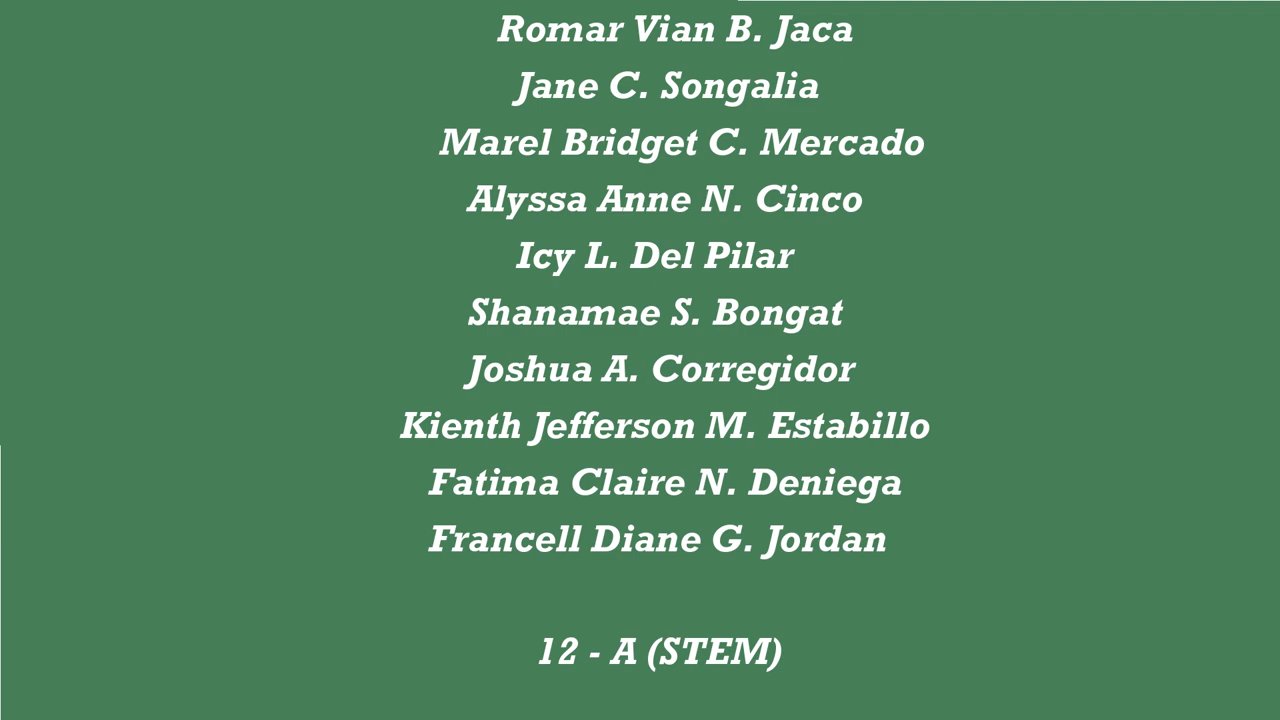 Romar Vian B. Jaca
Jane C. Songalia
Marel Bridget C. Mercado
Alyssa Anne N. Cinco
Icy L. Del Pilar
Shanamae S. Bongat
Joshua A. Corregidor
Kienth Jefferson M. Estabillo
Fatima Claire N. Deniega
Francell Diane G. Jordan
12 - A (STEM)